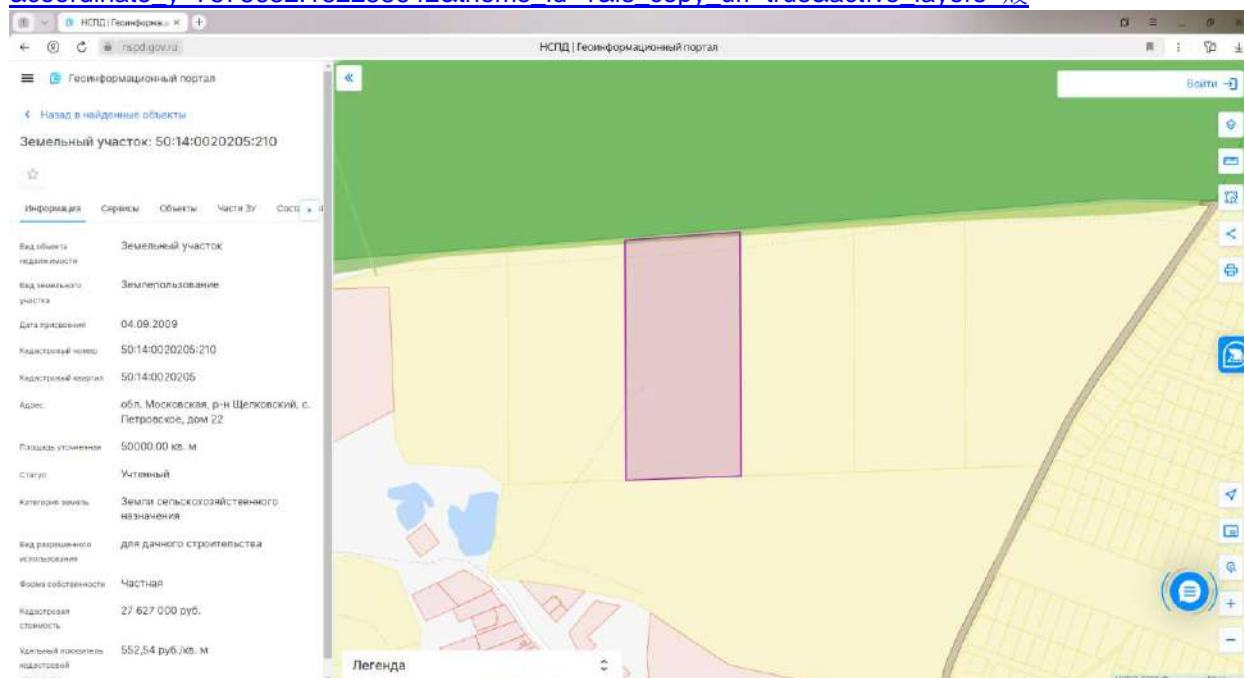 НСПД | Геоинформа...
nspd.gov.ru
НСПД | Геоинформационный портал
Геоинформационный портал
Войти
Назад в найденные объекты
Земельный участок: 50:14:0020205:210
Информация Сервисы Объекты Части ЗУ
Вид объекта Земельный участок
недвижимости
Вид земельного Землепользование
участка
Дата присвоения 04.09.2009
Кадастровый номер 50:14:0020205:210
Кадастровый квартал 50:14:0020205
Адрес обл. Московская, р-н Щелковский, с.
Петровское, дом 22
Площадь уточненная 50000.00 кв. м
Статус Учтенный
Категория земель Земли сельскохозяйственного
назначения
Вид разрешенного для дачного строительства
использования
Форма собственности Частная
Кадастровая 27 627 000 руб.
стоимость
Удельный показатель 552,54 руб./кв. м
кадастровой
Легенда